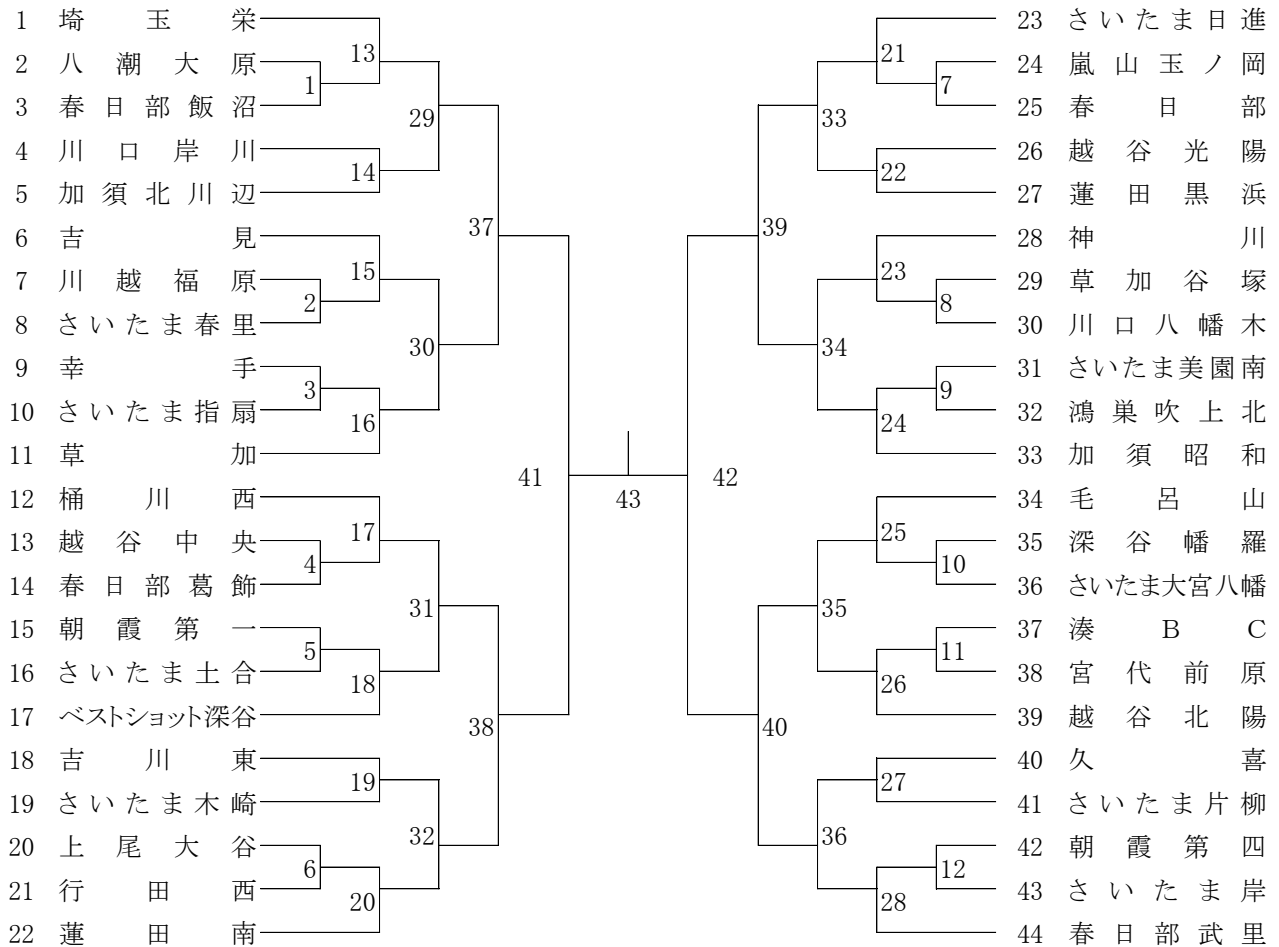 1 埼玉栄
2 八潮大原
3 春日部飯沼
4 川口岸川
5 加須北川辺
6 吉見
7 川越福原
8 さいたま春里
9 幸手
10 さいたま指扇
11 草加
12 桶川西
13 越谷中央
14 春日部葛飾
15 朝霞第一
16 さいたま土合
17 ベストショット深谷
18 吉川東
19 さいたま木崎
20 上尾大谷
21 行田西
22 蓮田南
1
2
3
4
5
6
13
14
15
16
17
18
19
20
29
30
31
32
37
38
41
43
42
39
40
33
34
35
36
21
22
23
24
25
26
27
28
7
8
9
10
11
12
23 さいたま日進
24 嵐山玉ノ岡
25 春日部
26 越谷光陽
27 蓮田黒浜
28 神川
29 草加谷塚
30 川口八幡木
31 さいたま美園南
32 鴻巣吹上北
33 加須昭和
34 毛呂山
35 深谷幡羅
36 さいたま大宮八幡
37 湊BC
38 宮代前原
39 越谷北陽
40 久喜
41 さいたま片柳
42 朝霞第四
43 さいたま岸
44 春日部武里